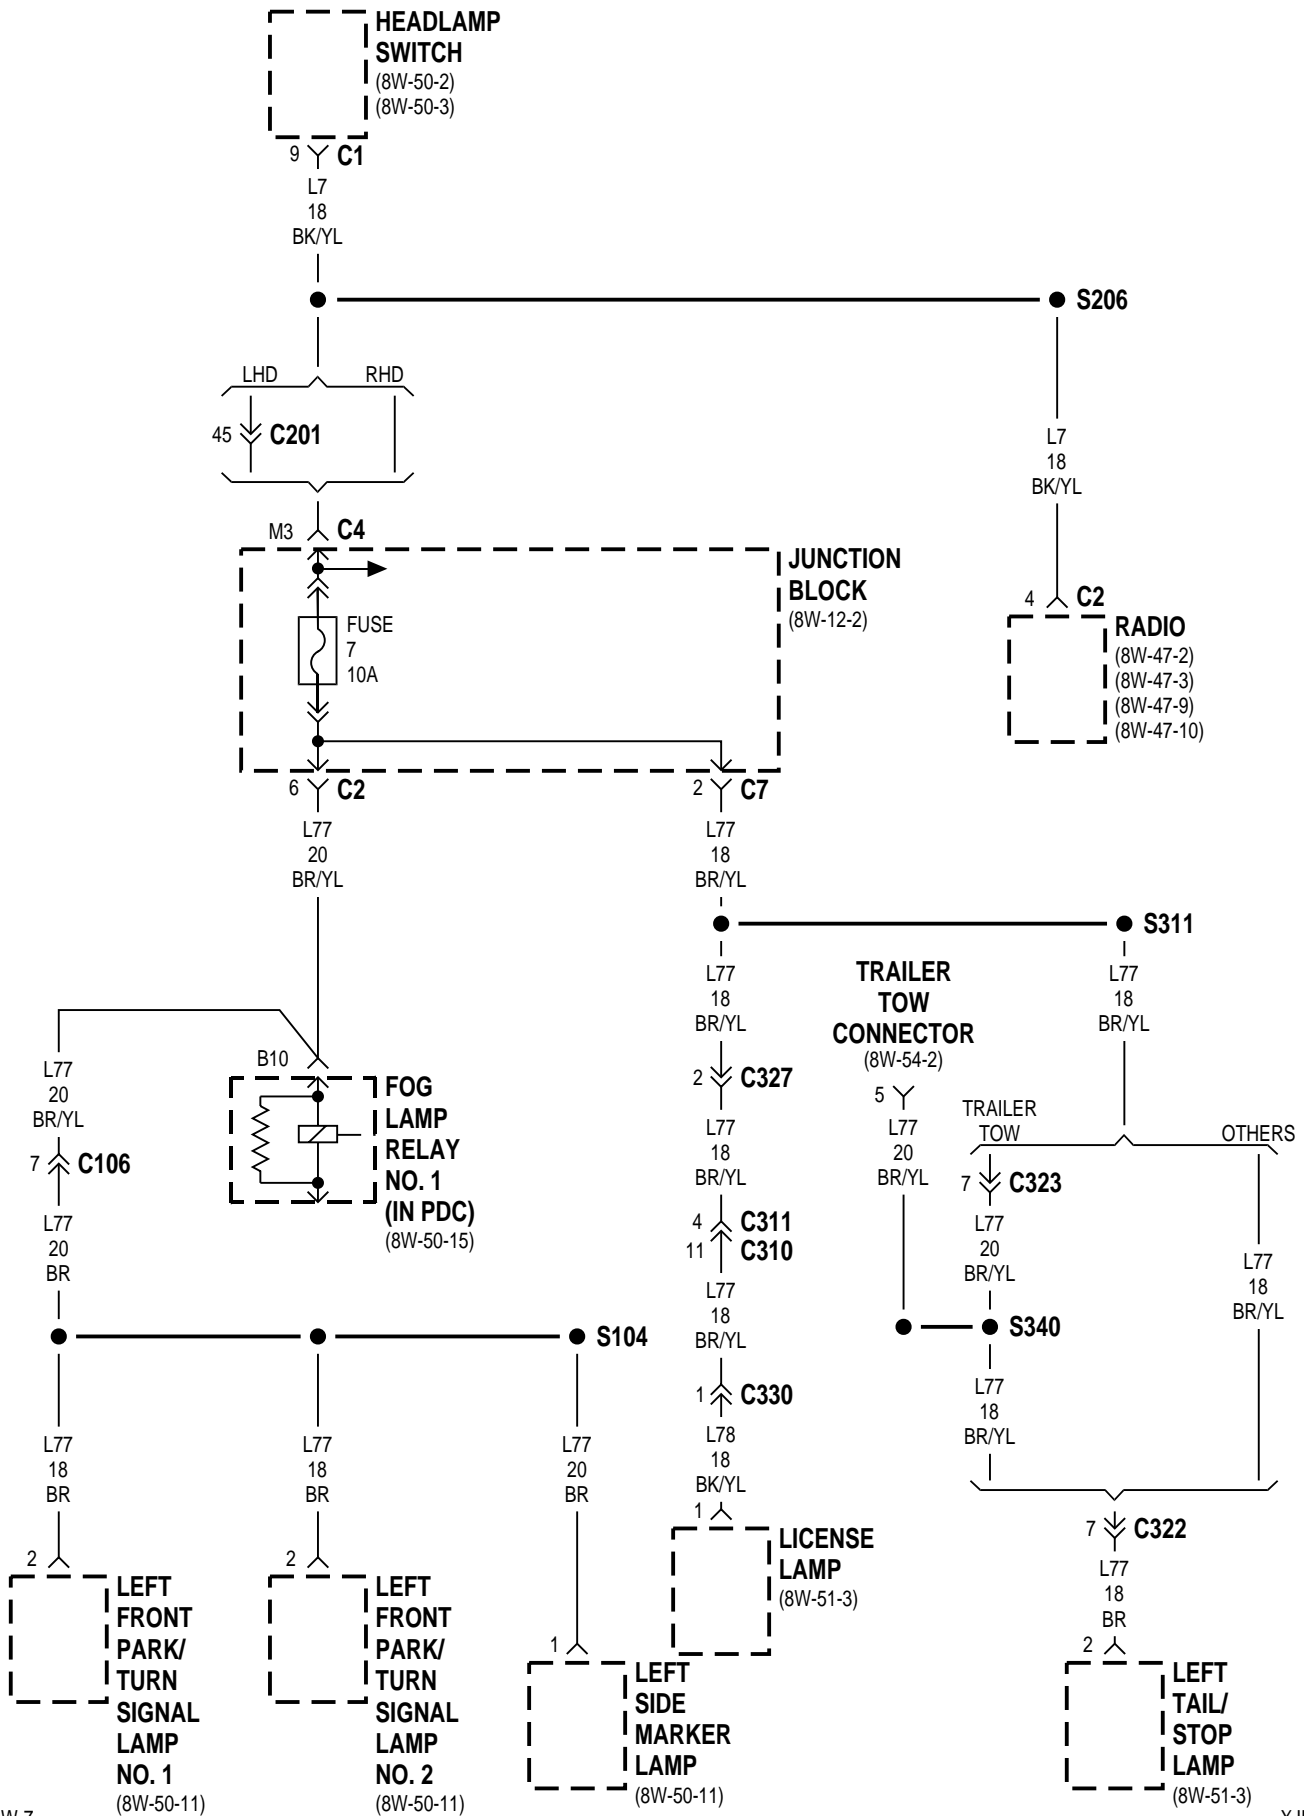 HEADLAMP
SWITCH
(8W-50-2)
(8W-50-3)
9 C1
L7
18
BK/YL
S206
LHD RHD
45 C201
L7
18
BK/YL
M3 C4
JUNCTION
BLOCK
(8W-12-2)
FUSE
7
10A
4 C2
RADIO
(8W-47-2)
(8W-47-3)
(8W-47-9)
(8W-47-10)
6 C2
2 C7
L77
20
BR/YL
L77
18
BR/YL
S311
L77
18
BR/YL
TRAILER
TOW
CONNECTOR
(8W-54-2)
5
L77
20
BR/YL
L77
18
BR/YL
B10
FOG
LAMP
RELAY
NO. 1
(IN PDC)
(8W-50-15)
L77
20
BR/YL
7 C106
L77
20
BR
2 C327
L77
18
BR/YL
4 C311
11 C310
L77
18
BR/YL
1 C330
L78
18
BK/YL
1
LICENSE
LAMP
(8W-51-3)
TRAILER
TOW
OTHERS
7 C323
L77
20
BR/YL
S340
L77
18
BR/YL
L77
18
BR/YL
7 C322
L77
18
BR
2
LEFT
TAIL/
STOP
LAMP
(8W-51-3)
S104
L77
18
BR
L77
18
BR
L77
20
BR
2
LEFT
FRONT
PARK/
TURN
SIGNAL
LAMP
NO. 1
(8W-50-11)
2
LEFT
FRONT
PARK/
TURN
SIGNAL
LAMP
NO. 2
(8W-50-11)
1
LEFT
SIDE
MARKER
LAMP
(8W-50-11)